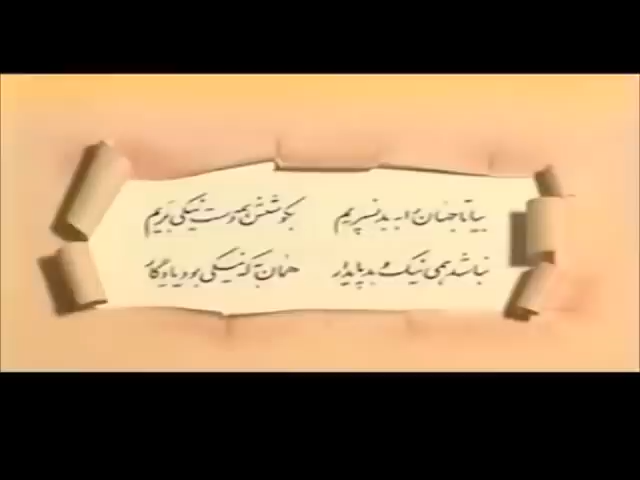 بیا تا جهان را به بد نسپریم بکوشش همه دست نیکی بریم
نباشد همی نیک و بد پایدار همان به که نیکی بود یادگار